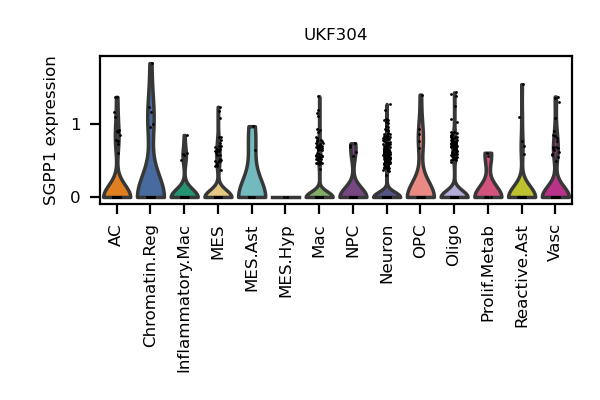 UKF304
SGPP1 expression
1
0
AC
Chromatin.Reg
Inflammatory.Mac
MES
MES.Ast
MES.Hyp
Mac
NPC
Neuron
OPC
Oligo
Prolif.Metab
Reactive.Ast
Vasc